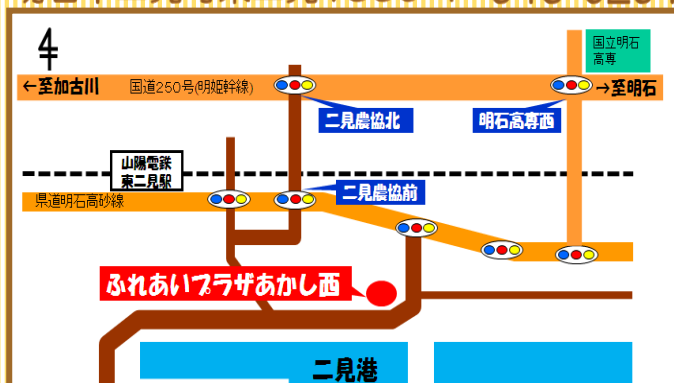 国立明石
高専
←至加古川
国道250号(明姫幹線)
→至明石
二見農協北
明石高専西
山陽電鉄
東二見駅
二見農協前
県道明石高砂線
ふれあいプラザあかし西
二見港